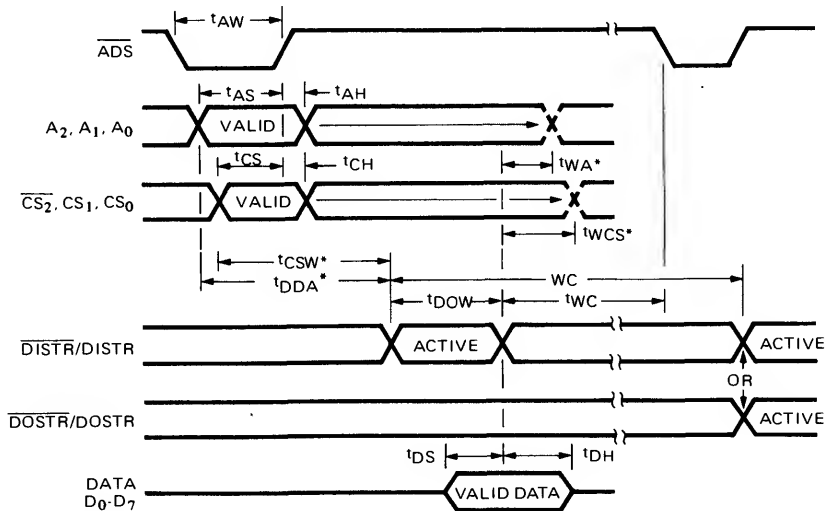 tAW
ADS
tAS
tAH
A2, A1, A0
VALID
tCS
tCH
tWA*
CS2, CS1, CS0
VALID
tWCS*
tCSW*
tDDA*
WC
tDOW
tWC
DISTR/DISTR
ACTIVE
ACTIVE
OR
DOSTR/DOSTR
ACTIVE
tDS
tDH
DATA
D0-D7
VALID DATA